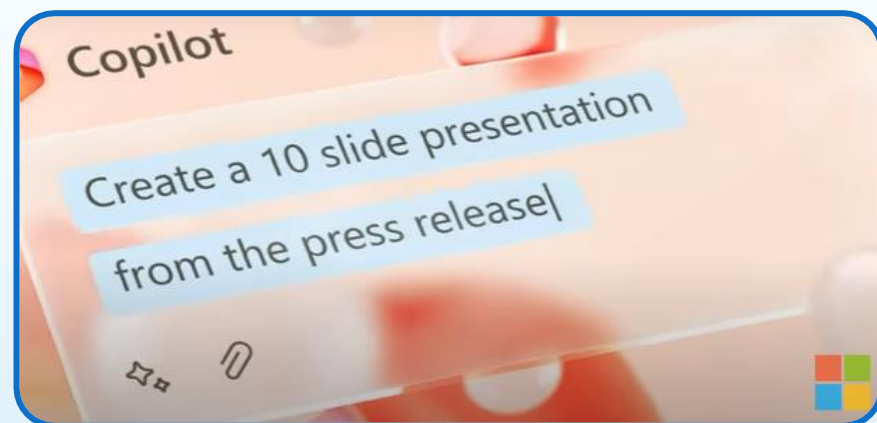 Copilot
Create a 10 slide presentation
from the press release